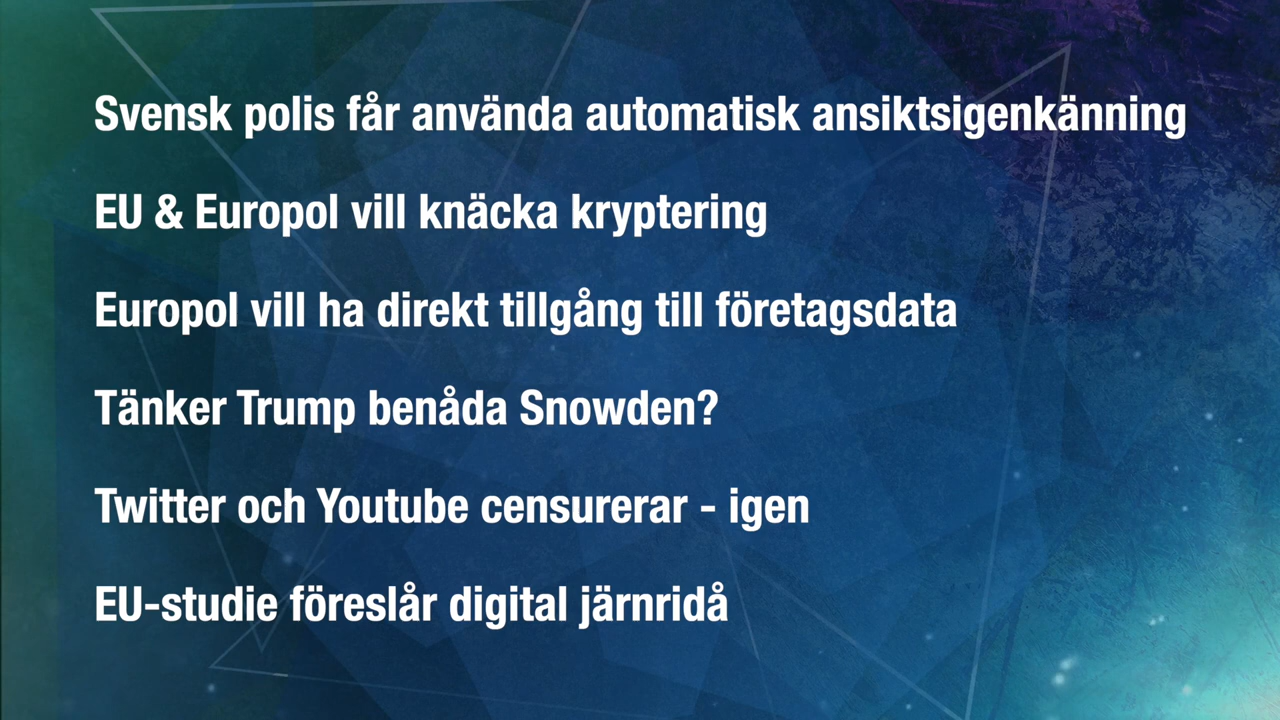 Svensk polis får använda automatisk ansiktsigenkänning
EU & Europol vill knäcka kryptering
Europol vill ha direkt tillgång till företagsdata
Tänker Trump benåda Snowden?
Twitter och Youtube censurerar - igen
EU-studie föreslår digital järnridå